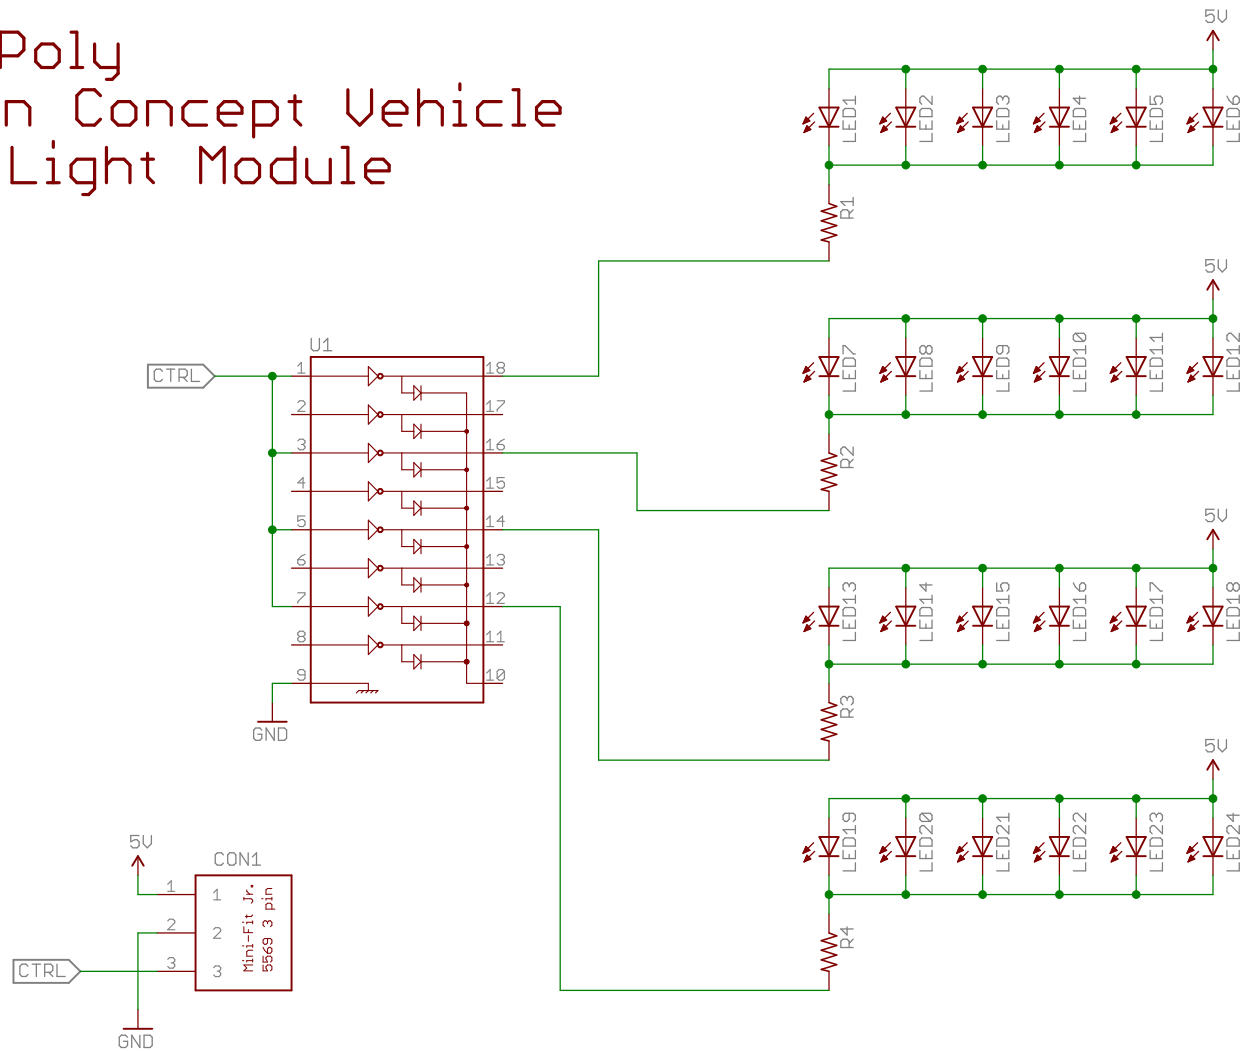 Poly
n Concept Vehicle
Light Module
5V
LED1
LED2
LED3
LED4
LED5
LED6
R1
5V
LED7
LED8
LED9
LED10
LED11
LED12
R2
U1
CTRL
1
18
2
17
3
16
4
15
5
14
6
13
7
12
8
11
9
10
GND
5V
LED13
LED14
LED15
LED16
LED17
LED18
R3
5V
LED19
LED20
LED21
LED22
LED23
LED24
R4
5V
CON1
1
1
2
2
3
3
Mini-Fit Jr.
5569 3 pin
CTRL
GND